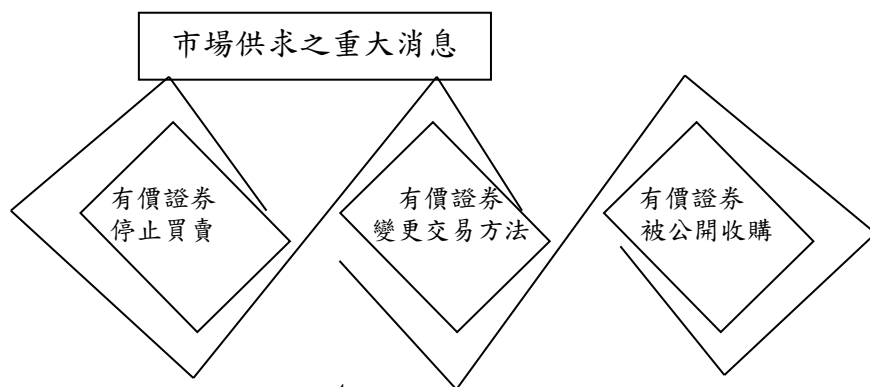 市場供求之重大消息
有價證券
停止買賣
有價證券
變更交易方法
有價證券
被公開收購